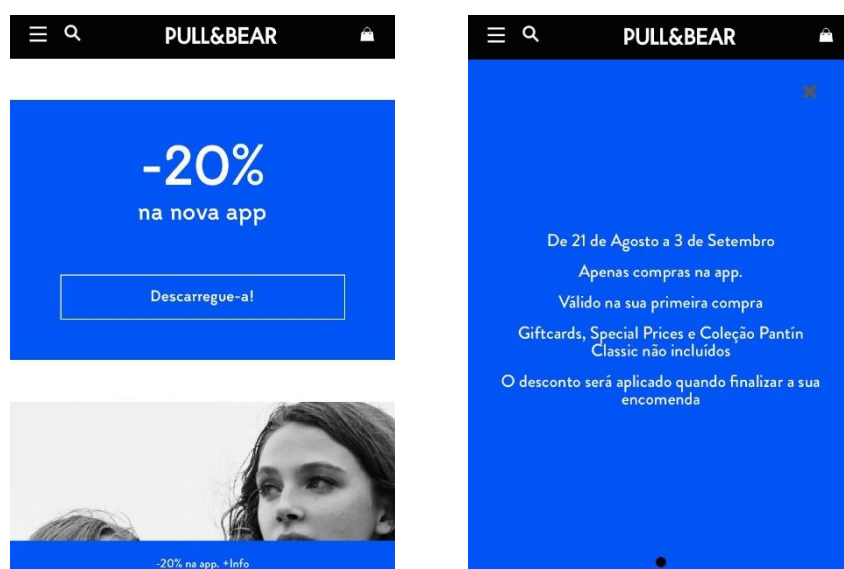 PULL&BEAR
-20%
na nova app
Descarregue-a!
-20% na app. +Info
PULL&BEAR
De 21 de Agosto a 3 de Setembro
Apenas compras na app.
Válido na sua primeira compra
Giftcards, Special Prices e Coleção Pantín
Classic não incluídos
O desconto será aplicado quando finalizar a sua
encomenda